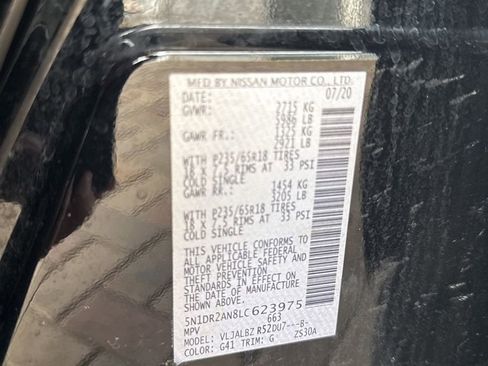 MFD BY NISSAN MOTOR CO., LTD.
DATE: 07/20
GVWR: 2715 KG
5986 LB
GAWR FR.: 1325 KG
2921 LB
WITH P235/65R18 TIRES
18 X 7.5 RIMS AT 33 PSI
COLD SINGLE
GAWR RR.: 1454 KG
3205 LB
WITH P235/65R18 TIRES
18 X 7.5 RIMS AT 33 PSI
COLD SINGLE
THIS VEHICLE CONFORMS TO
ALL APPLICABLE FEDERAL
MOTOR VEHICLE SAFETY AND
THEFT PREVENTION STANDARDS
IN EFFECT ON THE DATE OF
MANUFACTURE SHOWN ABOVE.
5N1DR2AN8LC623975
MPV 663
VLJALBZ R52DU7---B-
COLOR: G41 TRIM: G ZS30A